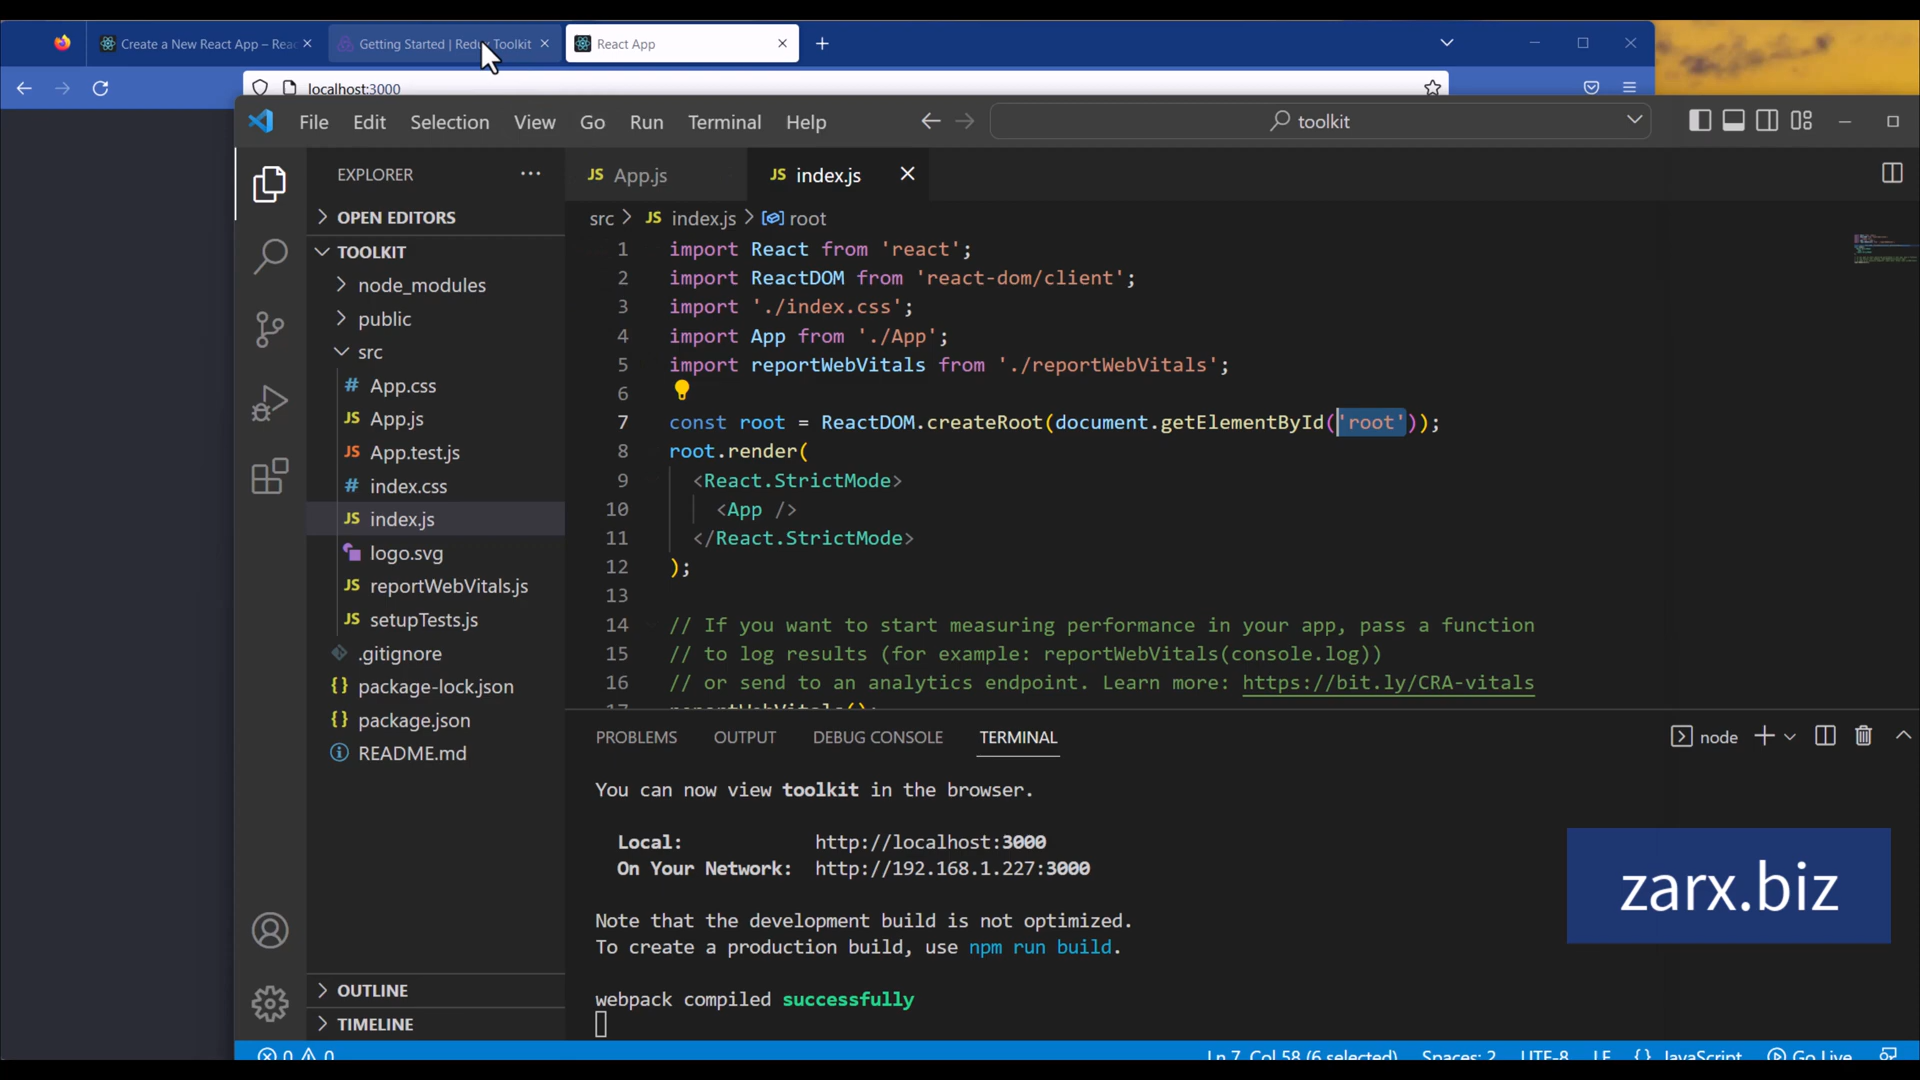 Create a New React App – Reac
Getting Started | Redux Toolkit
React App
localhost:3000
File Edit Selection View Go Run Terminal Help
toolkit
EXPLORER
OPEN EDITORS
TOOLKIT
node_modules
public
src
# App.css
JS App.js
JS App.test.js
# index.css
JS index.js
logo.svg
JS reportWebVitals.js
JS setupTests.js
.gitignore
{} package-lock.json
{} package.json
README.md
OUTLINE
TIMELINE
JS App.js
JS index.js
src > JS index.js > root
1 import React from 'react';
2 import ReactDOM from 'react-dom/client';
3 import './index.css';
4 import App from './App';
5 import reportWebVitals from './reportWebVitals';
6
7 const root = ReactDOM.createRoot(document.getElementById('root'));
8 root.render(
9 <React.StrictMode>
10 <App />
11 </React.StrictMode>
12 );
13
14 // If you want to start measuring performance in your app, pass a function
15 // to log results (for example: reportWebVitals(console.log))
16 // or send to an analytics endpoint. Learn more: https://bit.ly/CRA-vitals
17 reportWebVitals();
PROBLEMS OUTPUT DEBUG CONSOLE TERMINAL
node
You can now view toolkit in the browser.
Local: http://localhost:3000
On Your Network: http://192.168.1.227:3000
Note that the development build is not optimized.
To create a production build, use npm run build.
webpack compiled successfully
zarx.biz
0 0 Ln 7, Col 58 (6 selected) Spaces: 2 UTF-8 LF {} JavaScript Go Live